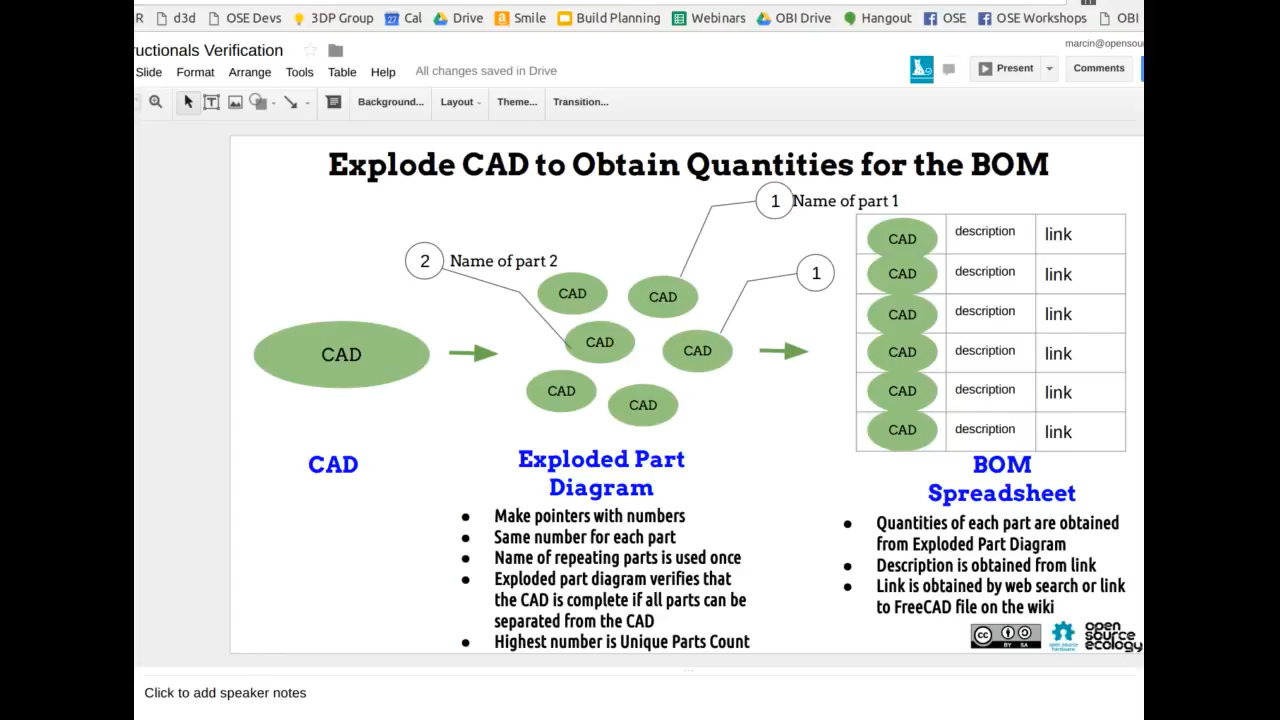 R d3d OSE Devs 3DP Group 27 Cal Drive a Smile Build Planning Webinars OBI Drive Hangout OSE OSE Workshops OBI
ructionals Verification
marcin@opensou
Slide Format Arrange Tools Table Help All changes saved in Drive
Present Comments
Background... Layout Theme... Transition...
Explode CAD to Obtain Quantities for the BOM
1 Name of part 1
2 Name of part 2
1
CAD
CAD
CAD
CAD
CAD
CAD
CAD
CAD description link
CAD description link
CAD description link
CAD description link
CAD description link
CAD description link
CAD
Exploded Part
Diagram
● Make pointers with numbers
● Same number for each part
● Name of repeating parts is used once
● Exploded part diagram verifies that
the CAD is complete if all parts can be
separated from the CAD
● Highest number is Unique Parts Count
BOM
Spreadsheet
● Quantities of each part are obtained
from Exploded Part Diagram
● Description is obtained from link
● Link is obtained by web search or link
to FreeCAD file on the wiki
cc BY SA
open source hardware
open
source
ecology
Click to add speaker notes